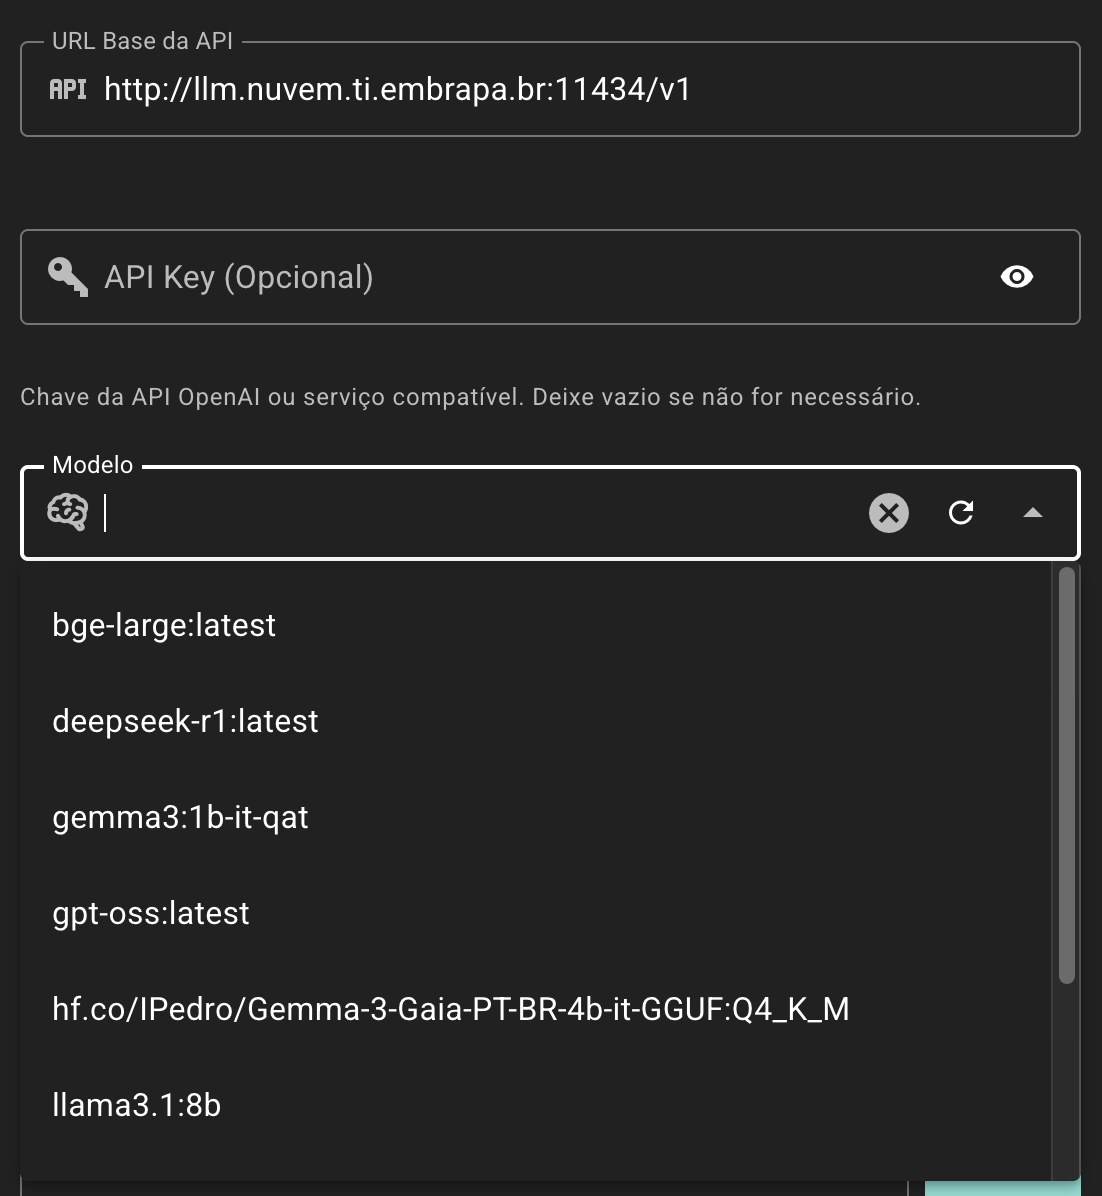 URL Base da API
API http://llm.nuvem.ti.embrapa.br:11434/v1
API Key (Opcional)
Chave da API OpenAI ou serviço compatível. Deixe vazio se não for necessário.
Modelo
bge-large:latest
deepseek-r1:latest
gemma3:1b-it-qat
gpt-oss:latest
hf.co/IPedro/Gemma-3-Gaia-PT-BR-4b-it-GGUF:Q4_K_M
llama3.1:8b